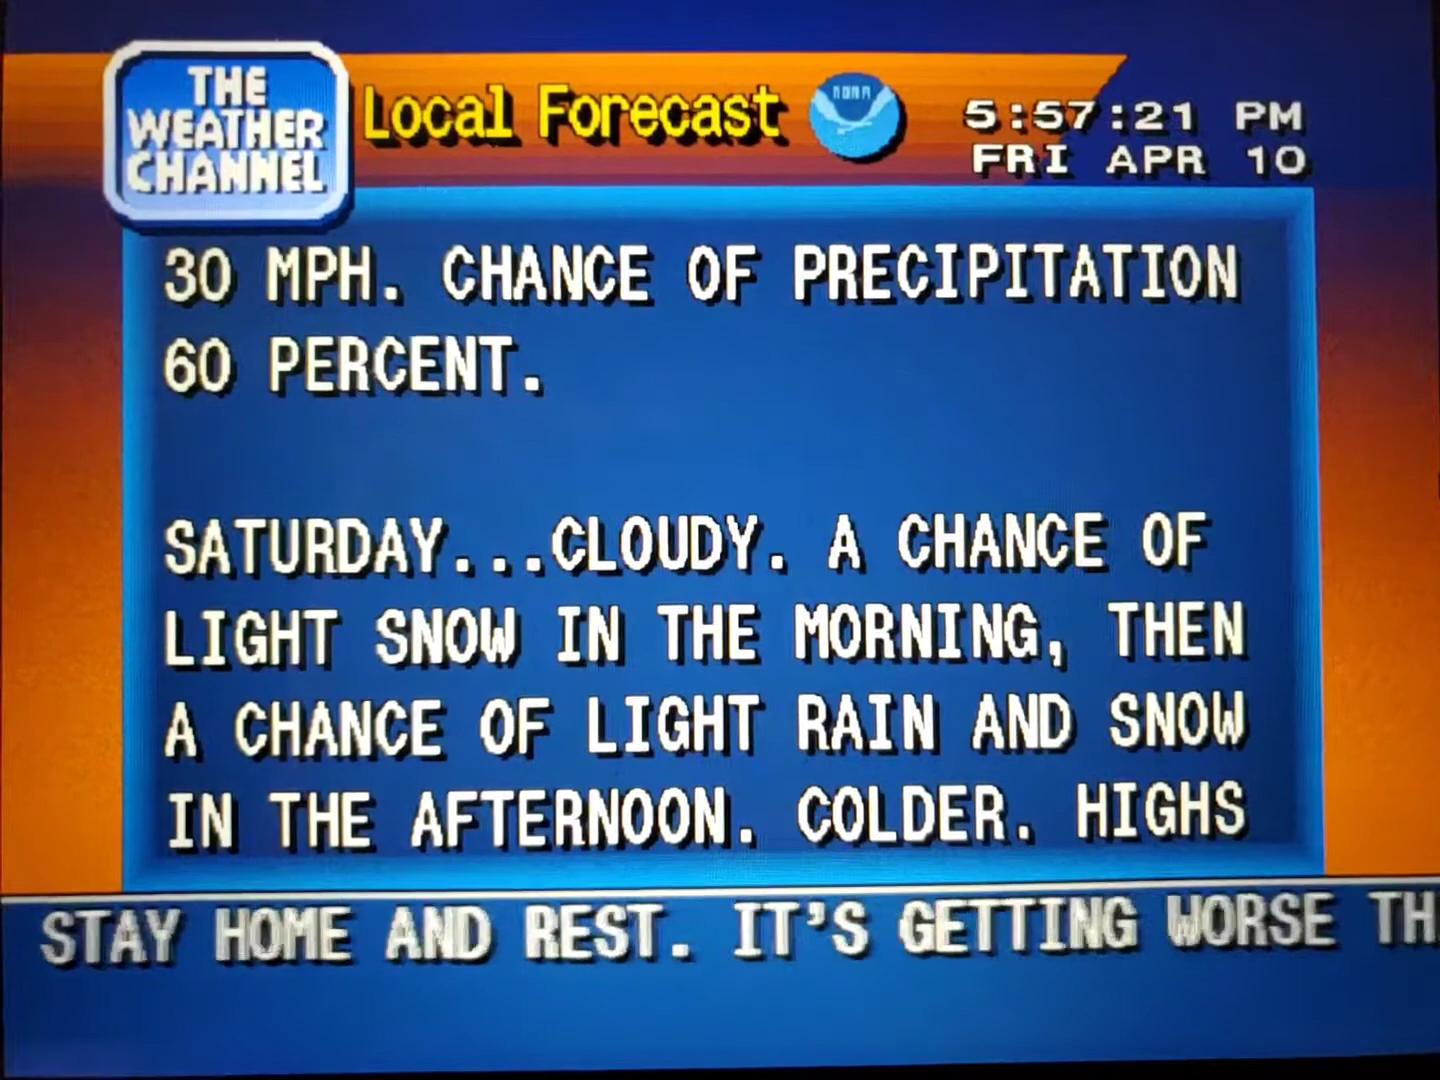 THE
WEATHER
CHANNEL
Local Forecast
NOAA
5:57:21 PM
FRI APR 10
30 MPH. CHANCE OF PRECIPITATION
60 PERCENT.
SATURDAY...CLOUDY. A CHANCE OF
LIGHT SNOW IN THE MORNING, THEN
A CHANCE OF LIGHT RAIN AND SNOW
IN THE AFTERNOON. COLDER. HIGHS
STAY HOME AND REST. IT'S GETTING WORSE TH